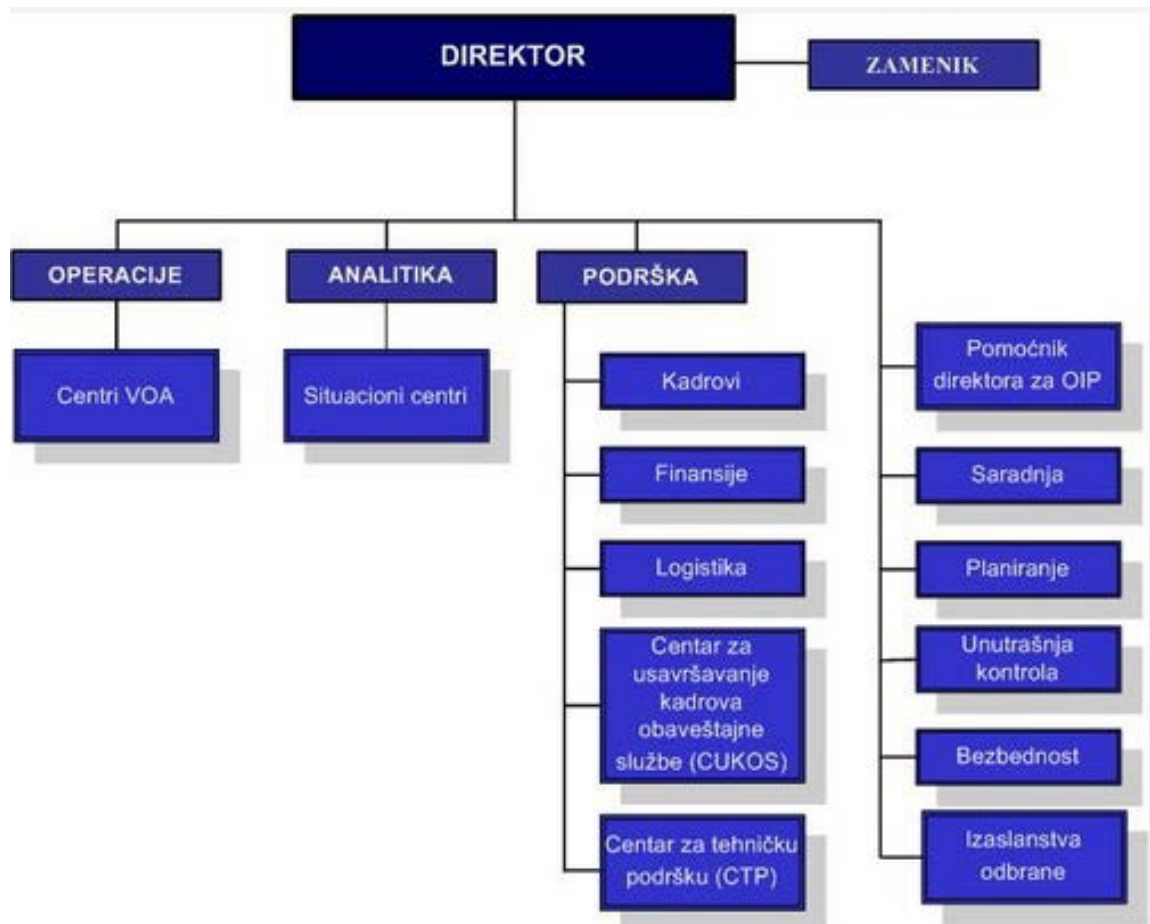 DIREKTOR
ZAMENIK
OPERACIJE
ANALITIKA
PODRŠKA
Centri VOA
Situacioni centri
Kadrovi
Finansije
Logistika
Centar za
usavršavanje
kadrova
obaveštajne
službe (CUKOS)
Centar za tehničku
podršku (CTP)
Pomoćnik
direktora za OIP
Saradnja
Planiranje
Unutrašnja
kontrola
Bezbednost
Izaslanstva
odbrane